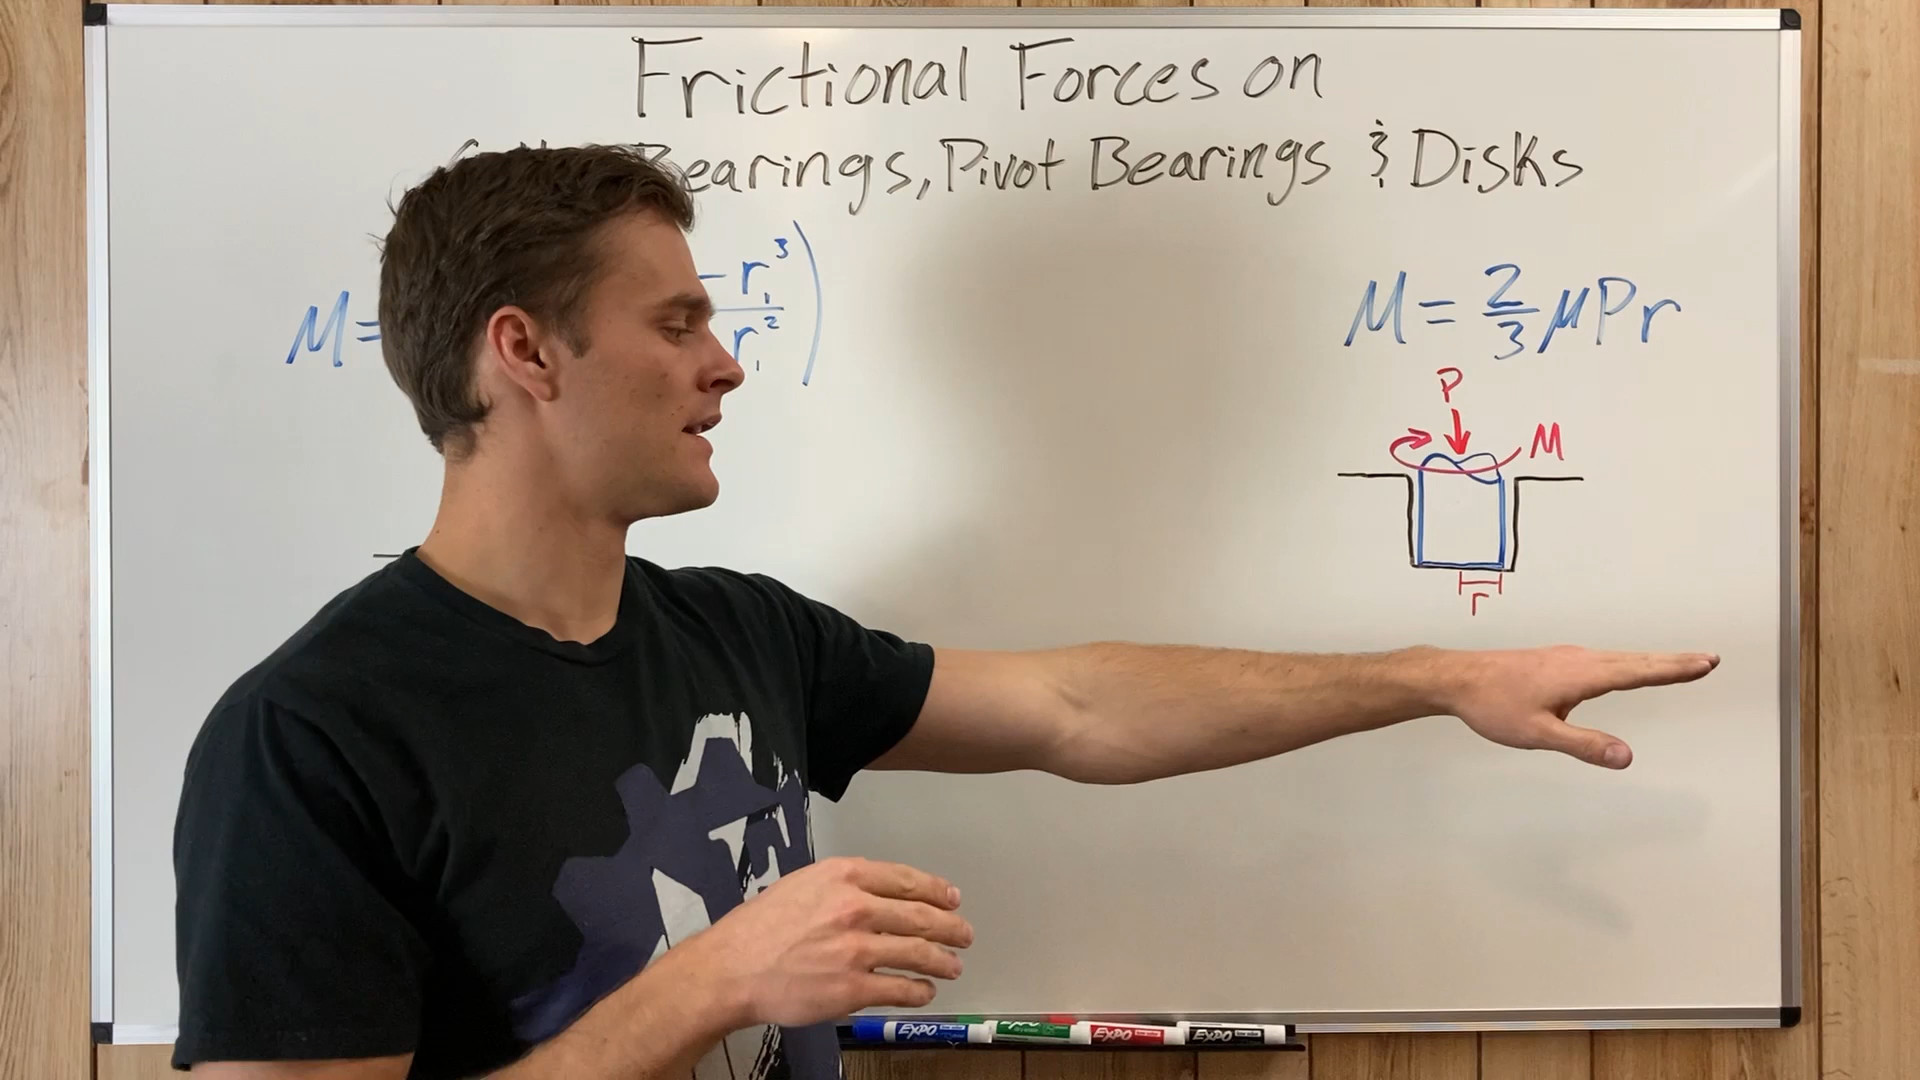 Frictional Forces on
Bearings, Pivot Bearings & Disks
M=
- r₁³
r₁²
)
M = 2/3 μPr
P
M
r
EXPO
EXPO
EXPO
EXPO